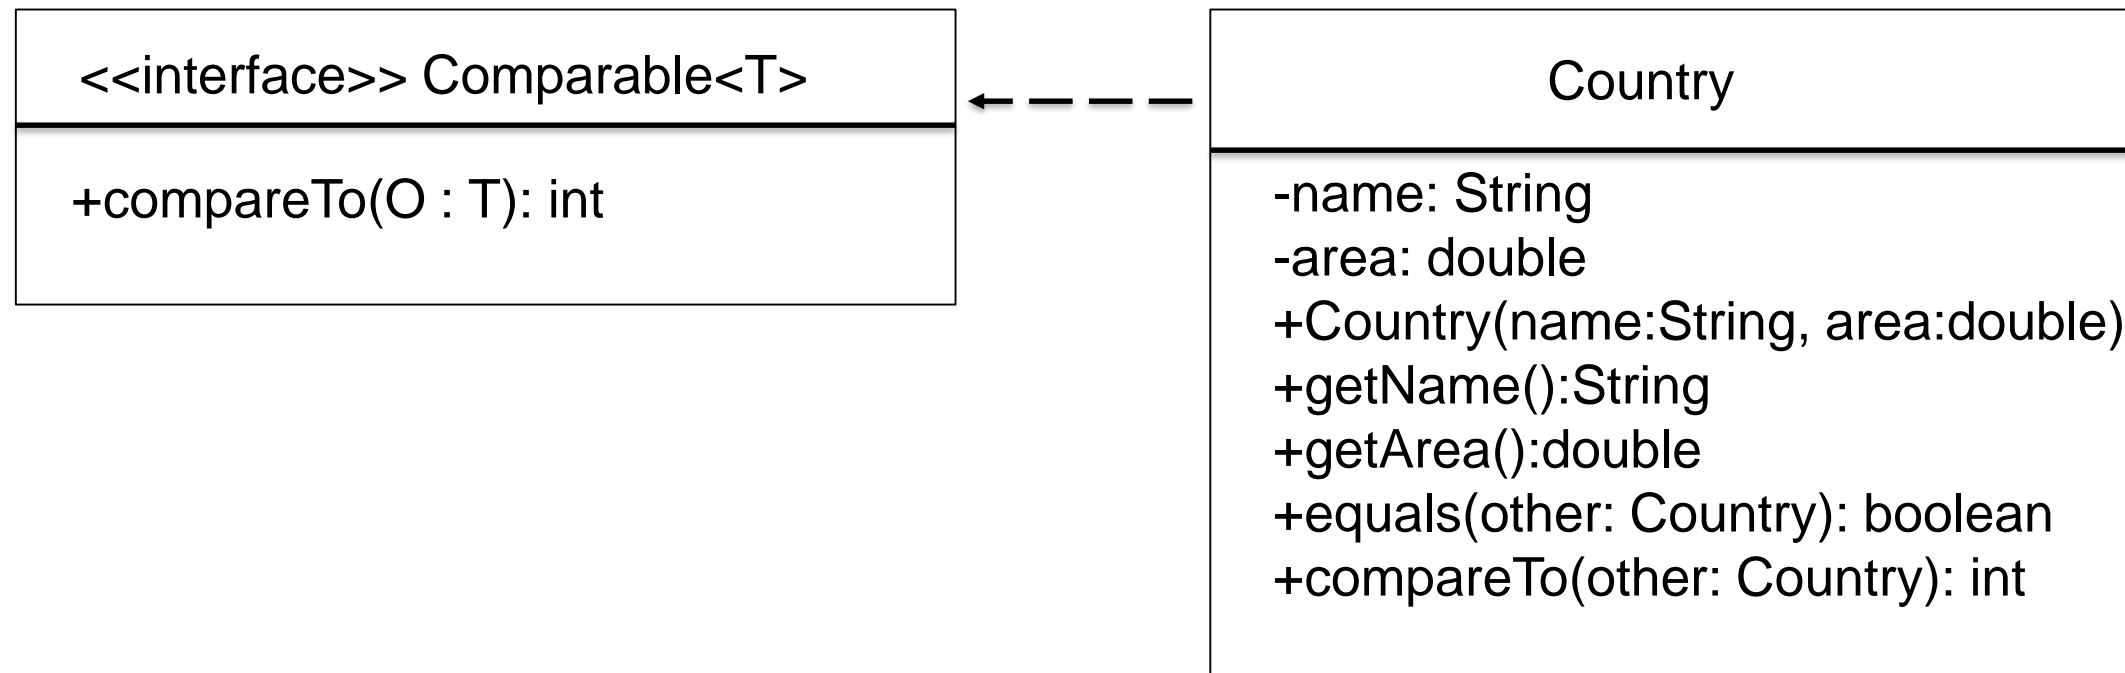 <<interface>> Comparable<T>
+compareTo(O : T): int
Country
-name: String
-area: double
+Country(name:String, area:double)
+getName():String
+getArea():double
+equals(other: Country): boolean
+compareTo(other: Country): int